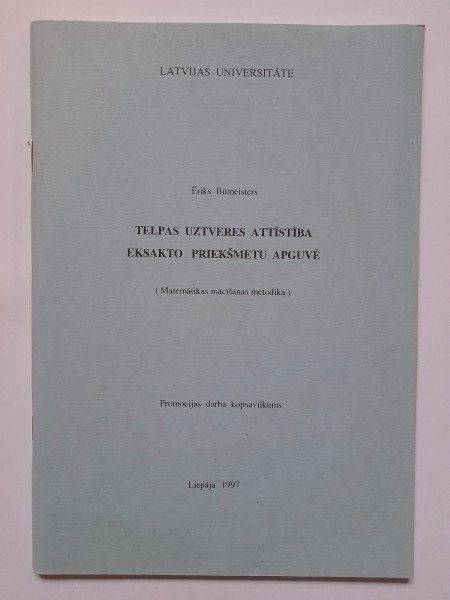 LATVIJAS UNIVERSITĀTE
Ēriks Būmeisters
TELPAS UZTVERES ATTĪSTĪBA
EKSAKTO PRIEKŠMETU APGUVĒ
( Matemātikas mācīšanas metodika )
Promocijas darba kopsavilkums
Liepāja 1997